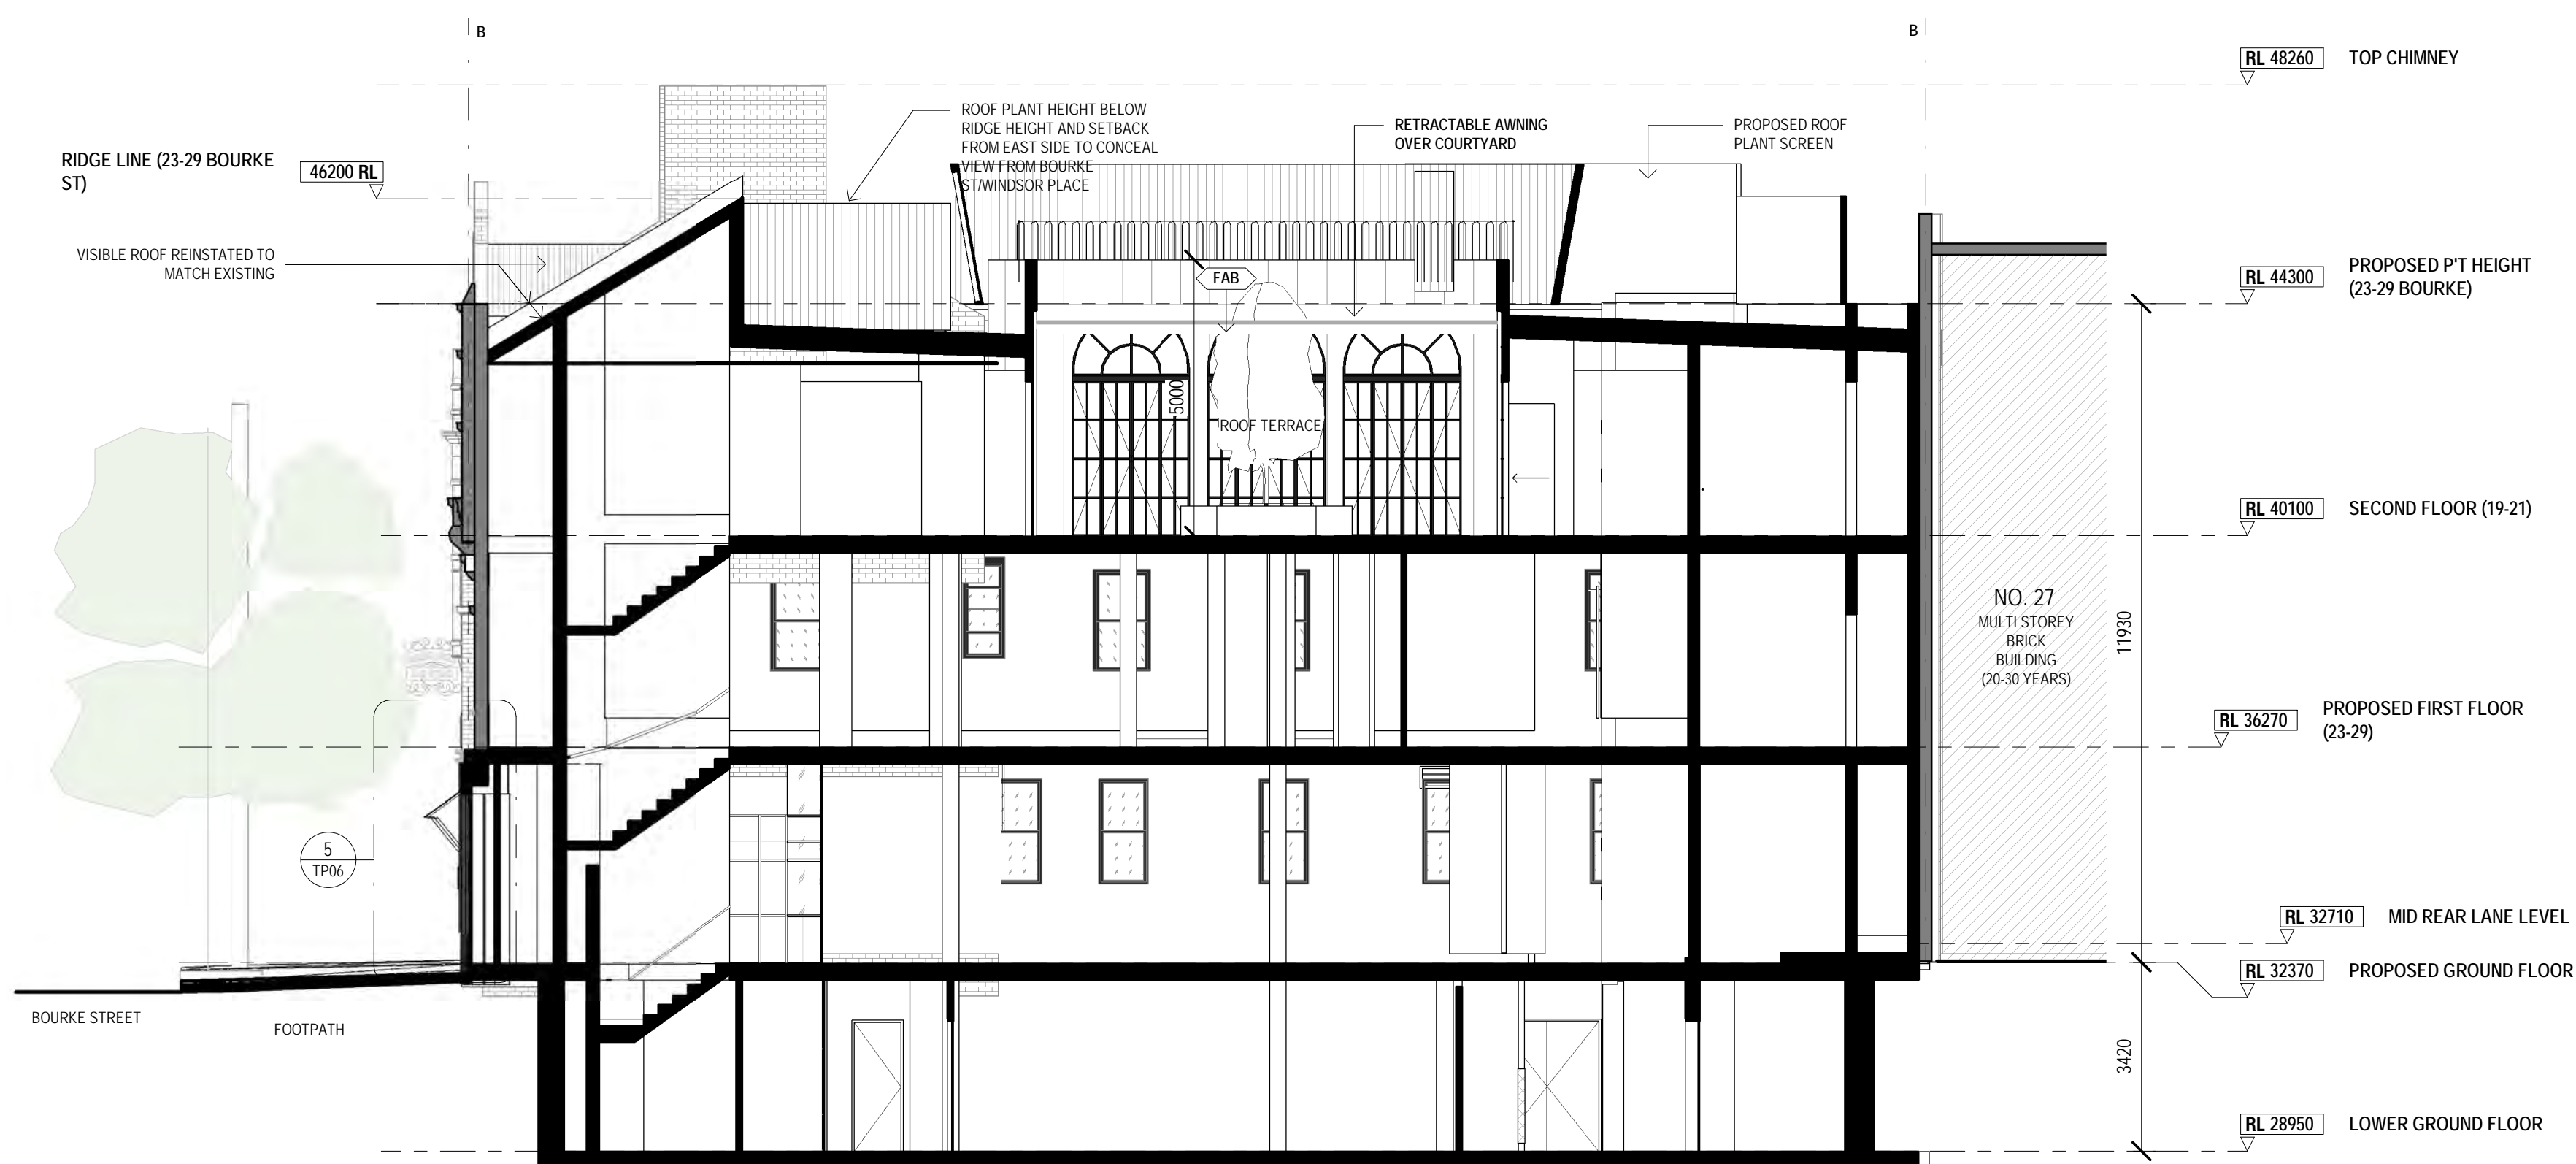 B
B
RL 48260 TOP CHIMNEY
ROOF PLANT HEIGHT BELOW
RIDGE HEIGHT AND SETBACK
FROM EAST SIDE TO CONCEAL
VIEW FROM BOURKE
ST/WINDSOR PLACE
RETRACTABLE AWNING
OVER COURTYARD
PROPOSED ROOF
PLANT SCREEN
RIDGE LINE (23-29 BOURKE
ST)
46200 RL
VISIBLE ROOF REINSTATED TO
MATCH EXISTING
FAB
RL 44300
PROPOSED P'T HEIGHT
(23-29 BOURKE)
5000
ROOF TERRACE
RL 40100 SECOND FLOOR (19-21)
NO. 27
MULTI STOREY
BRICK
BUILDING
(20-30 YEARS)
11930
RL 36270
PROPOSED FIRST FLOOR
(23-29)
5
TP06
RL 32710 MID REAR LANE LEVEL
RL 32370 PROPOSED GROUND FLOOR
BOURKE STREET
FOOTPATH
3420
RL 28950 LOWER GROUND FLOOR